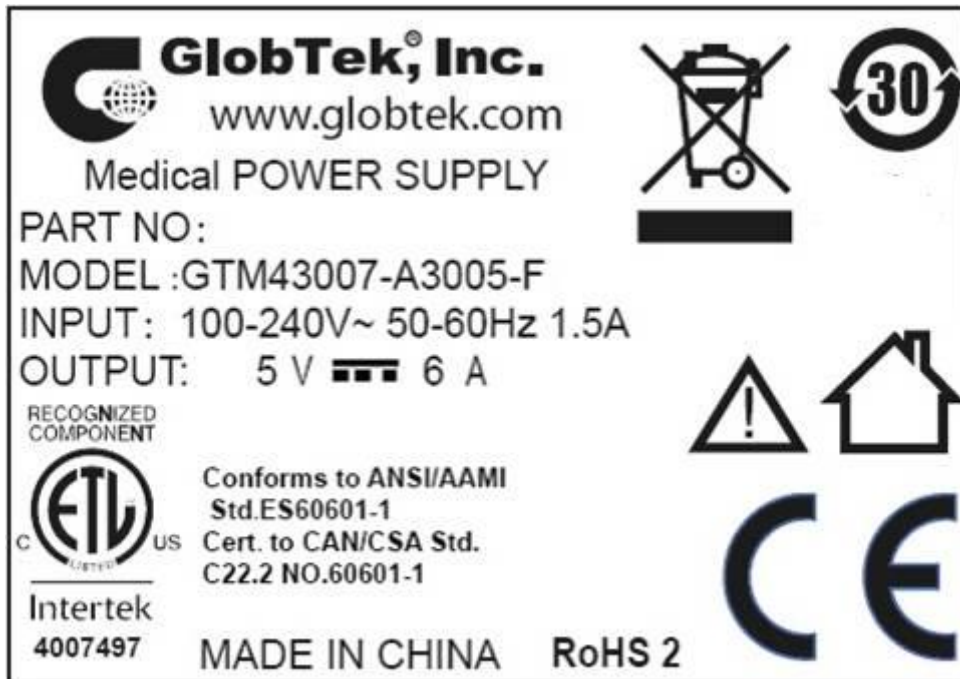 GlobTek®, Inc.
www.globtek.com
Medical POWER SUPPLY
PART NO:
MODEL :GTM43007-A3005-F
INPUT: 100-240V~ 50-60Hz 1.5A
OUTPUT: 5 V 6 A
30
RECOGNIZED
COMPONENT
ETL
LISTED
C US
Intertek
4007497
Conforms to ANSI/AAMI
Std.ES60601-1
Cert. to CAN/CSA Std.
C22.2 NO.60601-1
MADE IN CHINA
RoHS 2
!
CE